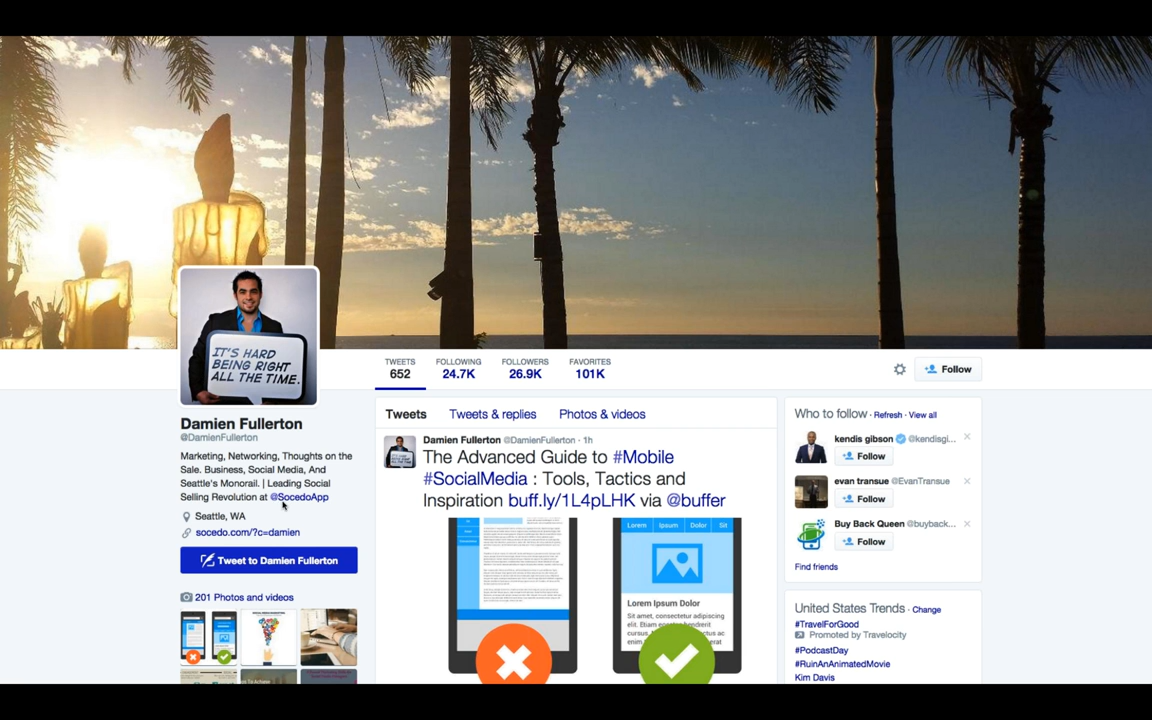 IT'S HARD
BEING RIGHT
ALL THE TIME.
TWEETS
652
FOLLOWING
24.7K
FOLLOWERS
26.9K
FAVORITES
101K
Follow
Damien Fullerton
@DamienFullerton
Marketing, Networking, Thoughts on the
Sale. Business, Social Media, And
Seattle's Monorail. | Leading Social
Selling Revolution at @SocedoApp
Seattle, WA
socedo.com/?c=damien
Tweet to Damien Fullerton
201 Photos and videos
Tweets
Tweets & replies
Photos & videos
Damien Fullerton @DamienFullerton · 1h
The Advanced Guide to #Mobile
#SocialMedia : Tools, Tactics and
Inspiration buff.ly/1L4pLHK via @buffer
Lorem Ipsum Dolor Sit
Lorem Ipsum Dolor
Sit amet, consectetur adipiscing
Who to follow · Refresh · View all
kendis gibson @kendisgi...
Follow
evan transue @EvanTransue
Follow
Buy Back Queen @buyback...
Follow
Find friends
United States Trends · Change
#TravelForGood
Promoted by Travelocity
#PodcastDay
#RuinAnAnimatedMovie
Kim Davis